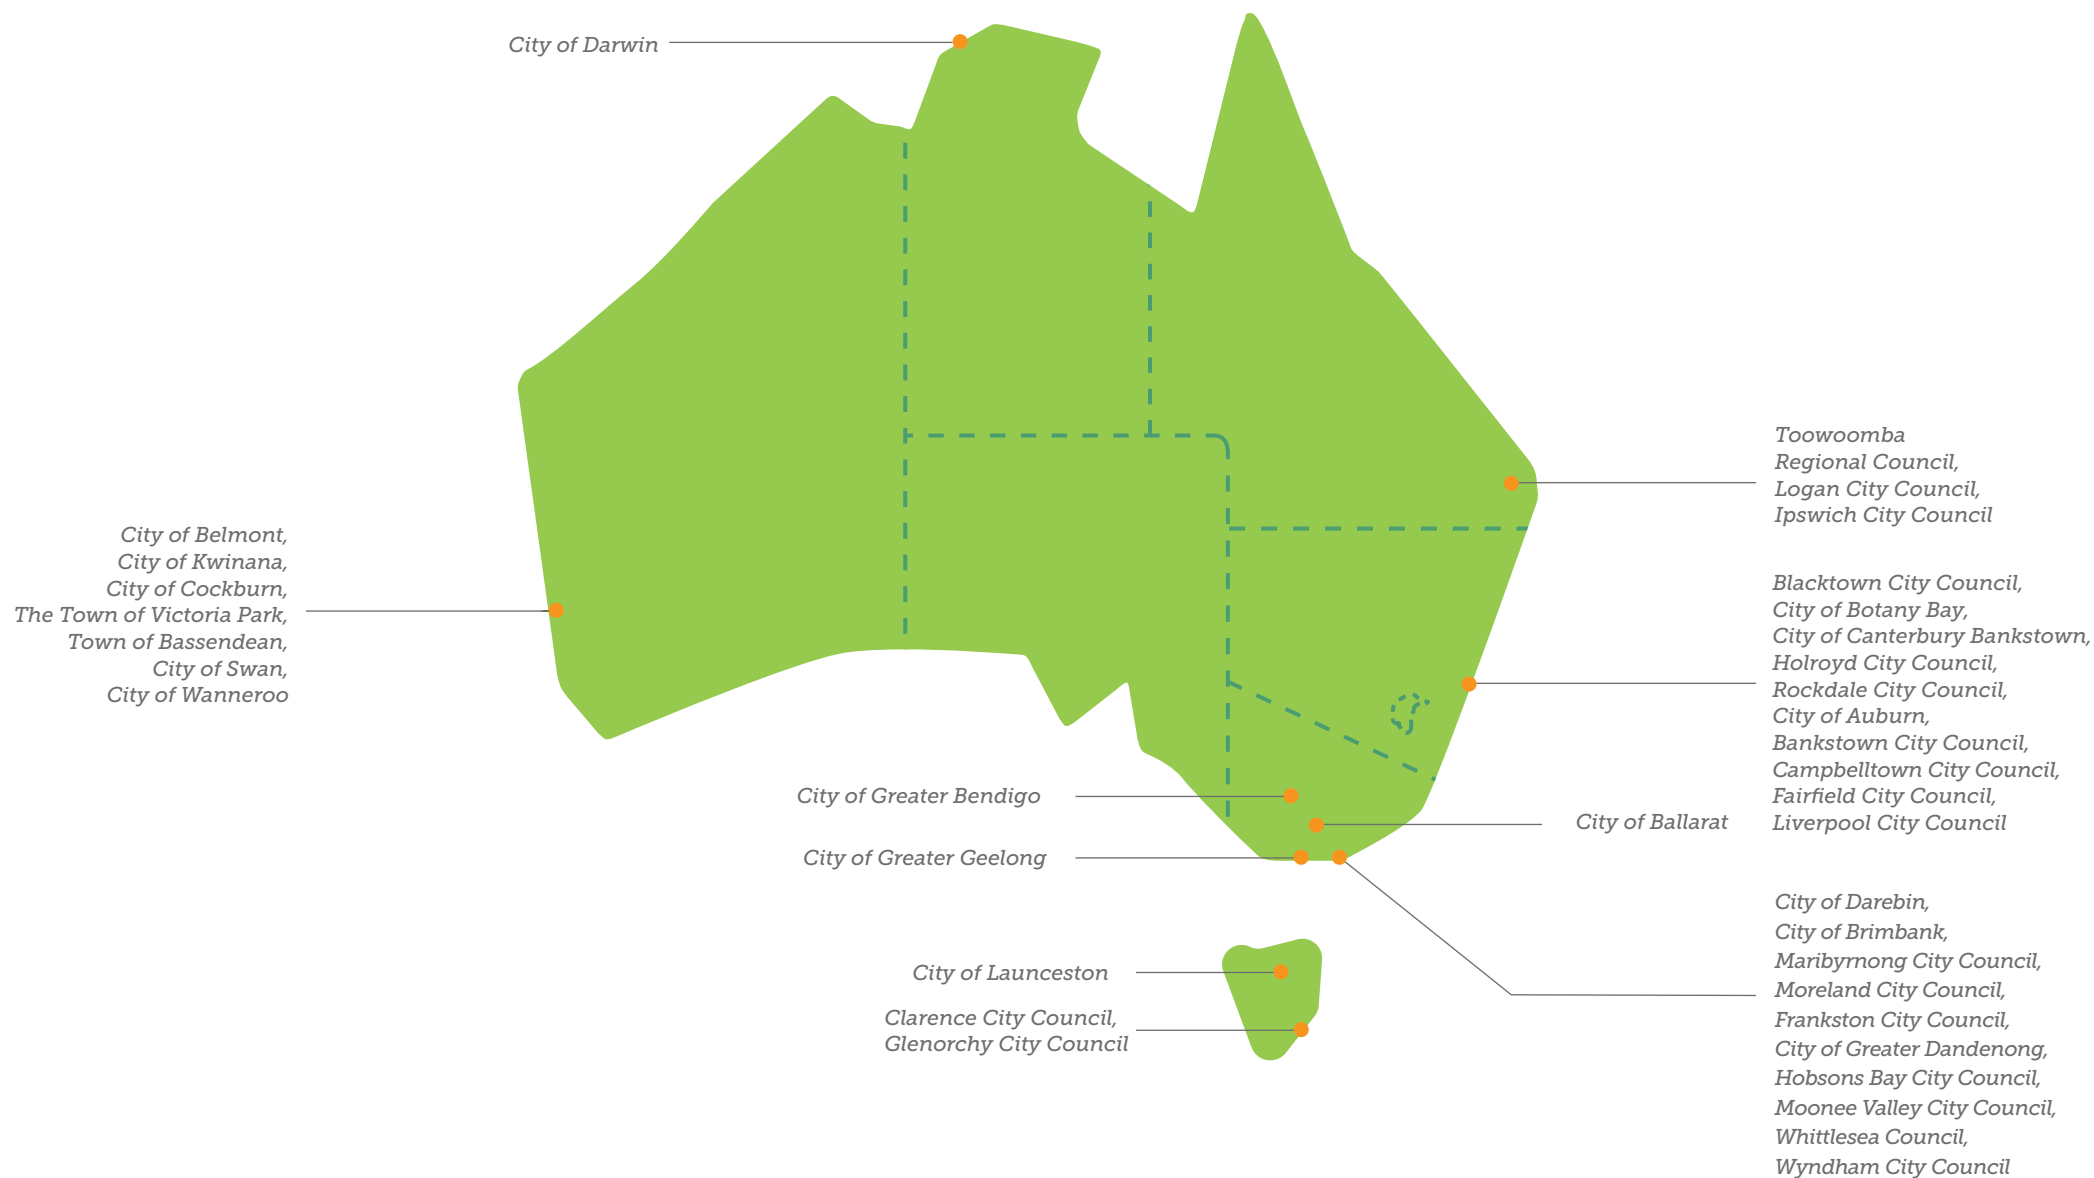 City of Darwin
Toowoomba
Regional Council,
Logan City Council,
Ipswich City Council
City of Belmont,
City of Kwinana,
City of Cockburn,
The Town of Victoria Park,
Town of Bassendean,
City of Swan,
City of Wanneroo
Blacktown City Council,
City of Botany Bay,
City of Canterbury Bankstown,
Holroyd City Council,
Rockdale City Council,
City of Auburn,
Bankstown City Council,
Campbelltown City Council,
Fairfield City Council,
Liverpool City Council
City of Greater Bendigo
City of Ballarat
City of Greater Geelong
City of Darebin,
City of Brimbank,
Maribyrnong City Council,
Moreland City Council,
Frankston City Council,
City of Greater Dandenong,
Hobsons Bay City Council,
Moonee Valley City Council,
Whittlesea Council,
Wyndham City Council
City of Launceston
Clarence City Council,
Glenorchy City Council